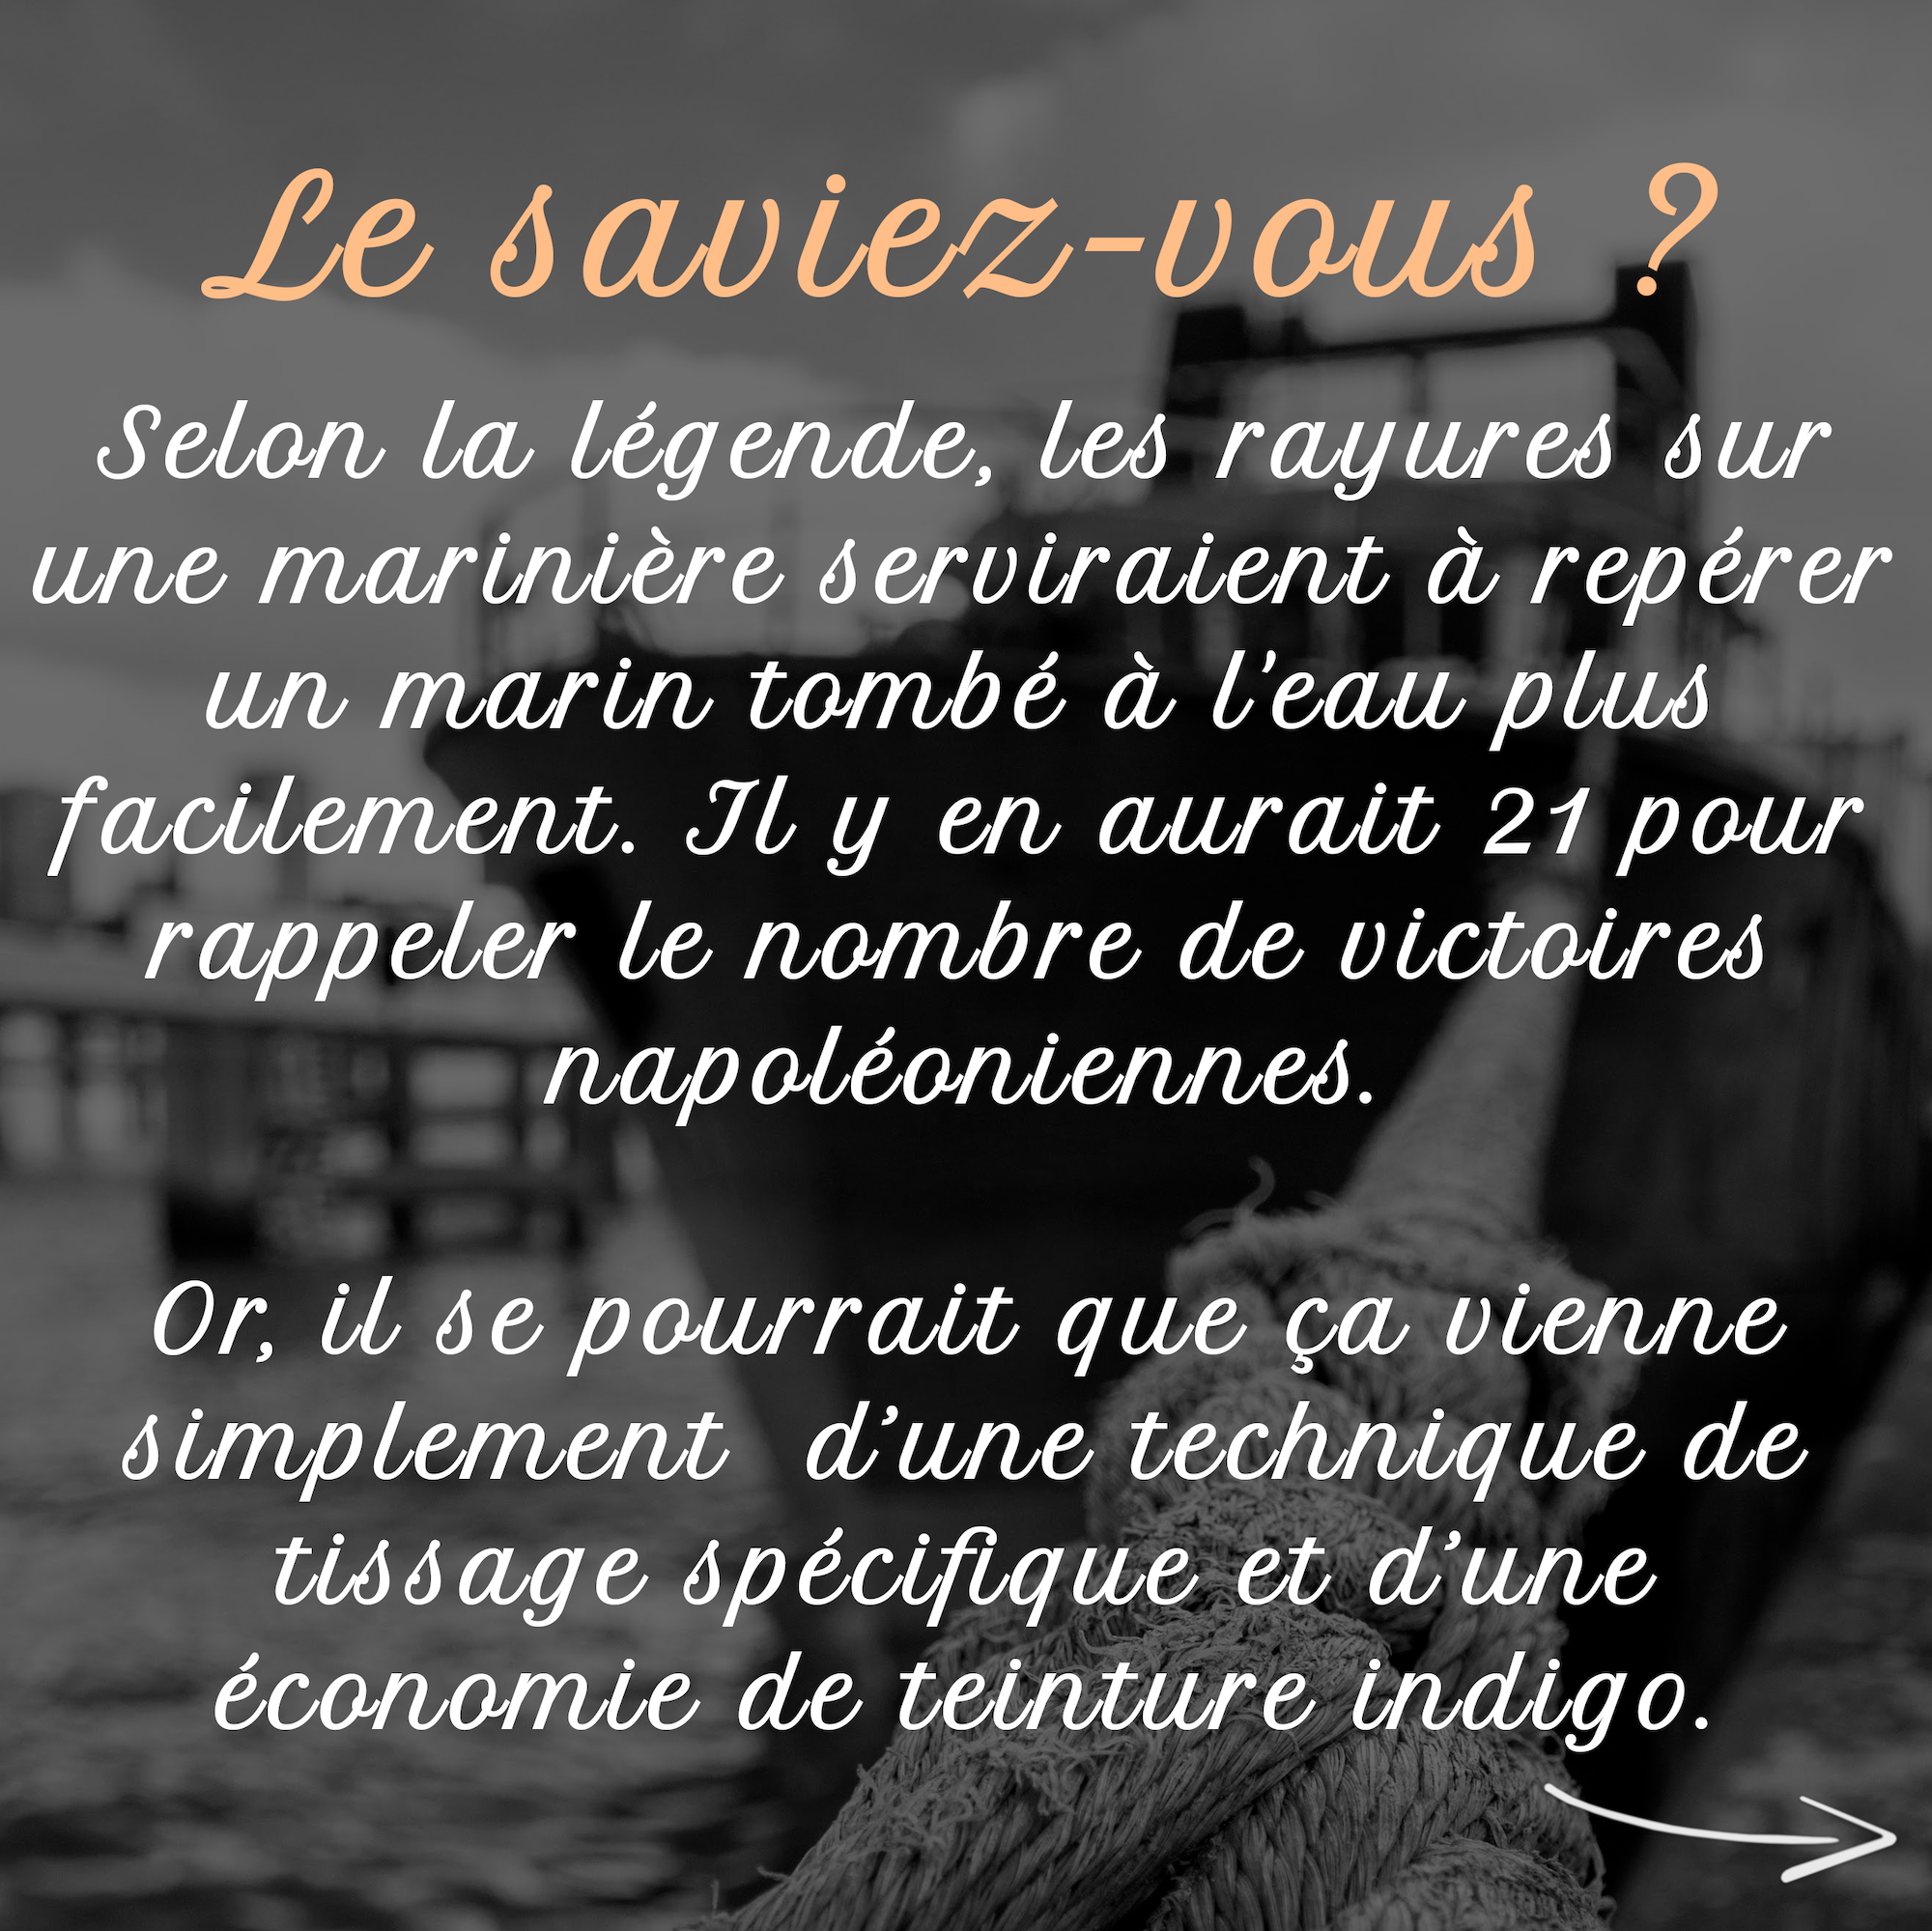 Le saviez-vous ?
Selon la légende, les rayures sur
une marinière serviraient à repérer
un marin tombé à l'eau plus
facilement. Il y en aurait 21 pour
rappeler le nombre de victoires
napoléoniennes.
Or, il se pourrait que ça vienne
simplement d’une technique de
tissage spécifique et d’une
économie de teinture indigo.